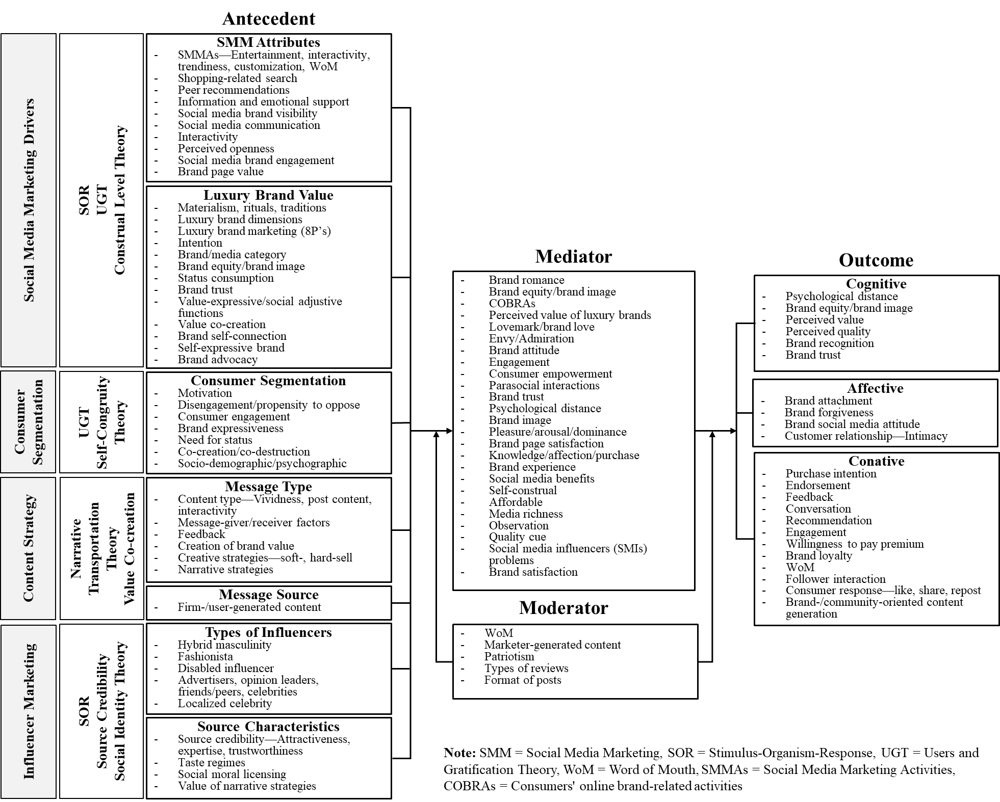 Antecedent
Social Media Marketing Drivers
SOR
UGT
Construal Level Theory
SMM Attributes
- SMMAs—Entertainment, interactivity,
trendiness, customization, WoM
- Shopping-related search
- Peer recommendations
- Information and emotional support
- Social media brand visibility
- Social media communication
- Interactivity
- Perceived openness
- Social media brand engagement
- Brand page value
Luxury Brand Value
- Materialism, rituals, traditions
- Luxury brand dimensions
- Luxury brand marketing (8P’s)
- Intention
- Brand/media category
- Brand equity/brand image
- Status consumption
- Brand trust
- Value-expressive/social adjustive
functions
- Value co-creation
- Brand self-connection
- Self-expressive brand
- Brand advocacy
Consumer
Segmentation
UGT
Self-Congruity
Theory
Consumer Segmentation
- Motivation
- Disengagement/propensity to oppose
- Consumer engagement
- Brand expressiveness
- Need for status
- Co-creation/co-destruction
- Socio-demographic/psychographic
Content Strategy
Narrative
Transportation
Theory
Value Co-creation
Message Type
- Content type—Vividness, post content,
interactivity
- Message-giver/receiver factors
- Feedback
- Creation of brand value
- Creative strategies—soft-, hard-sell
- Narrative strategies
Message Source
- Firm-/user-generated content
Influencer Marketing
SOR
Source Credibility
Social Identity Theory
Types of Influencers
- Hybrid masculinity
- Fashionista
- Disabled influencer
- Advertisers, opinion leaders,
friends/peers, celebrities
- Localized celebrity
Source Characteristics
- Source credibility—Attractiveness,
expertise, trustworthiness
- Taste regimes
- Social moral licensing
- Value of narrative strategies
Mediator
- Brand romance
- Brand equity/brand image
- COBRAs
- Perceived value of luxury brands
- Lovemark/brand love
- Envy/Admiration
- Brand attitude
- Engagement
- Consumer empowerment
- Parasocial interactions
- Brand trust
- Psychological distance
- Brand image
- Pleasure/arousal/dominance
- Brand page satisfaction
- Knowledge/affection/purchase
- Brand experience
- Social media benefits
- Self-construal
- Affordable
- Media richness
- Observation
- Quality cue
- Social media influencers (SMIs)
problems
- Brand satisfaction
Moderator
- WoM
- Marketer-generated content
- Patriotism
- Types of reviews
- Format of posts
Outcome
Cognitive
- Psychological distance
- Brand equity/brand image
- Perceived value
- Perceived quality
- Brand recognition
- Brand trust
Affective
- Brand attachment
- Brand forgiveness
- Brand social media attitude
- Customer relationship—Intimacy
Conative
- Purchase intention
- Endorsement
- Feedback
- Conversation
- Recommendation
- Engagement
- Willingness to pay premium
- Brand loyalty
- WoM
- Follower interaction
- Consumer response—like, share, repost
- Brand-/community-oriented content
generation
Note: SMM = Social Media Marketing, SOR = Stimulus-Organism-Response, UGT = Users and
Gratification Theory, WoM = Word of Mouth, SMMAs = Social Media Marketing Activities,
COBRAs = Consumers' online brand-related activities